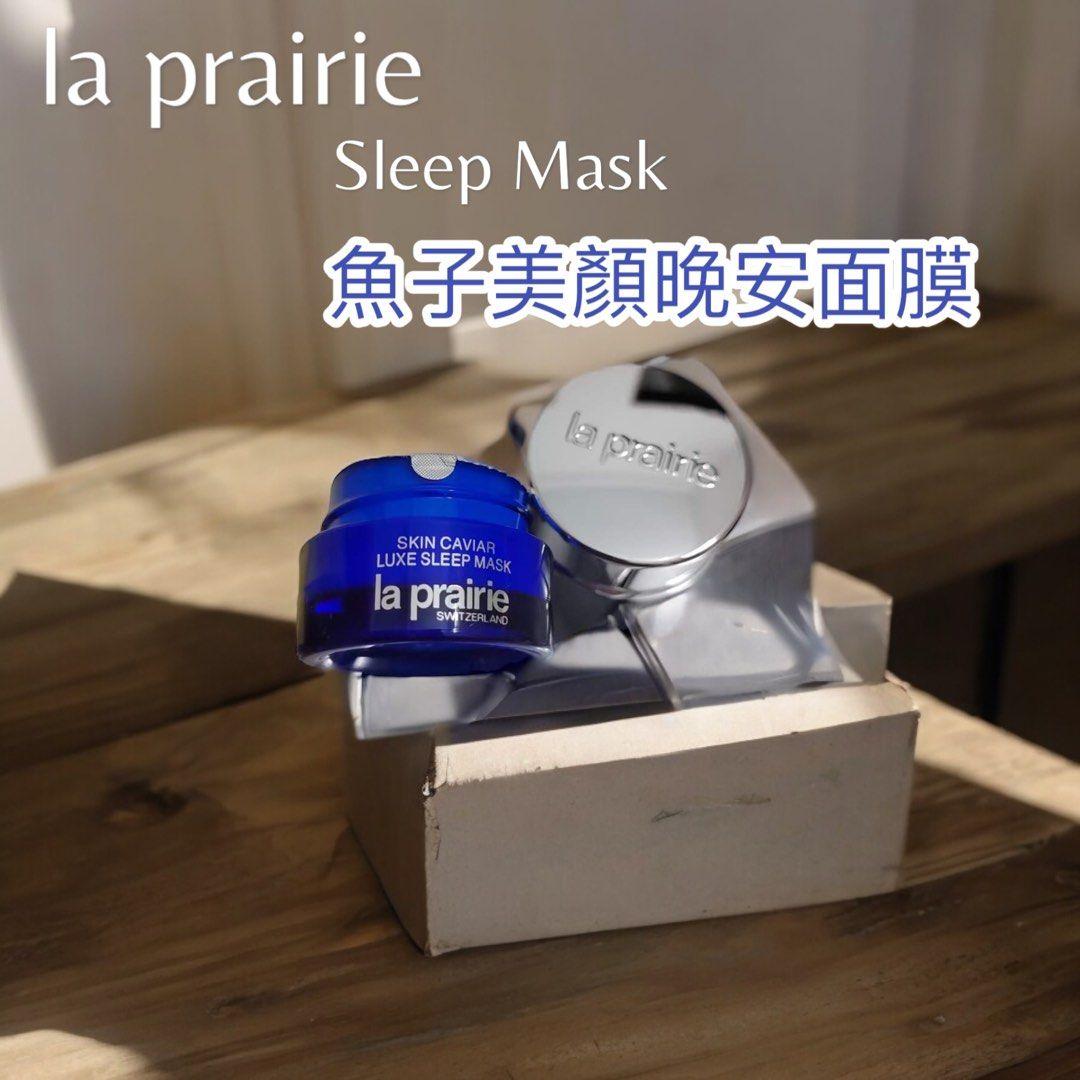 la prairie
Sleep Mask
魚子美顏晚安面膜
la prairie
SKIN CAVIAR
LUXE SLEEP MASK
la prairie
SWITZERLAND